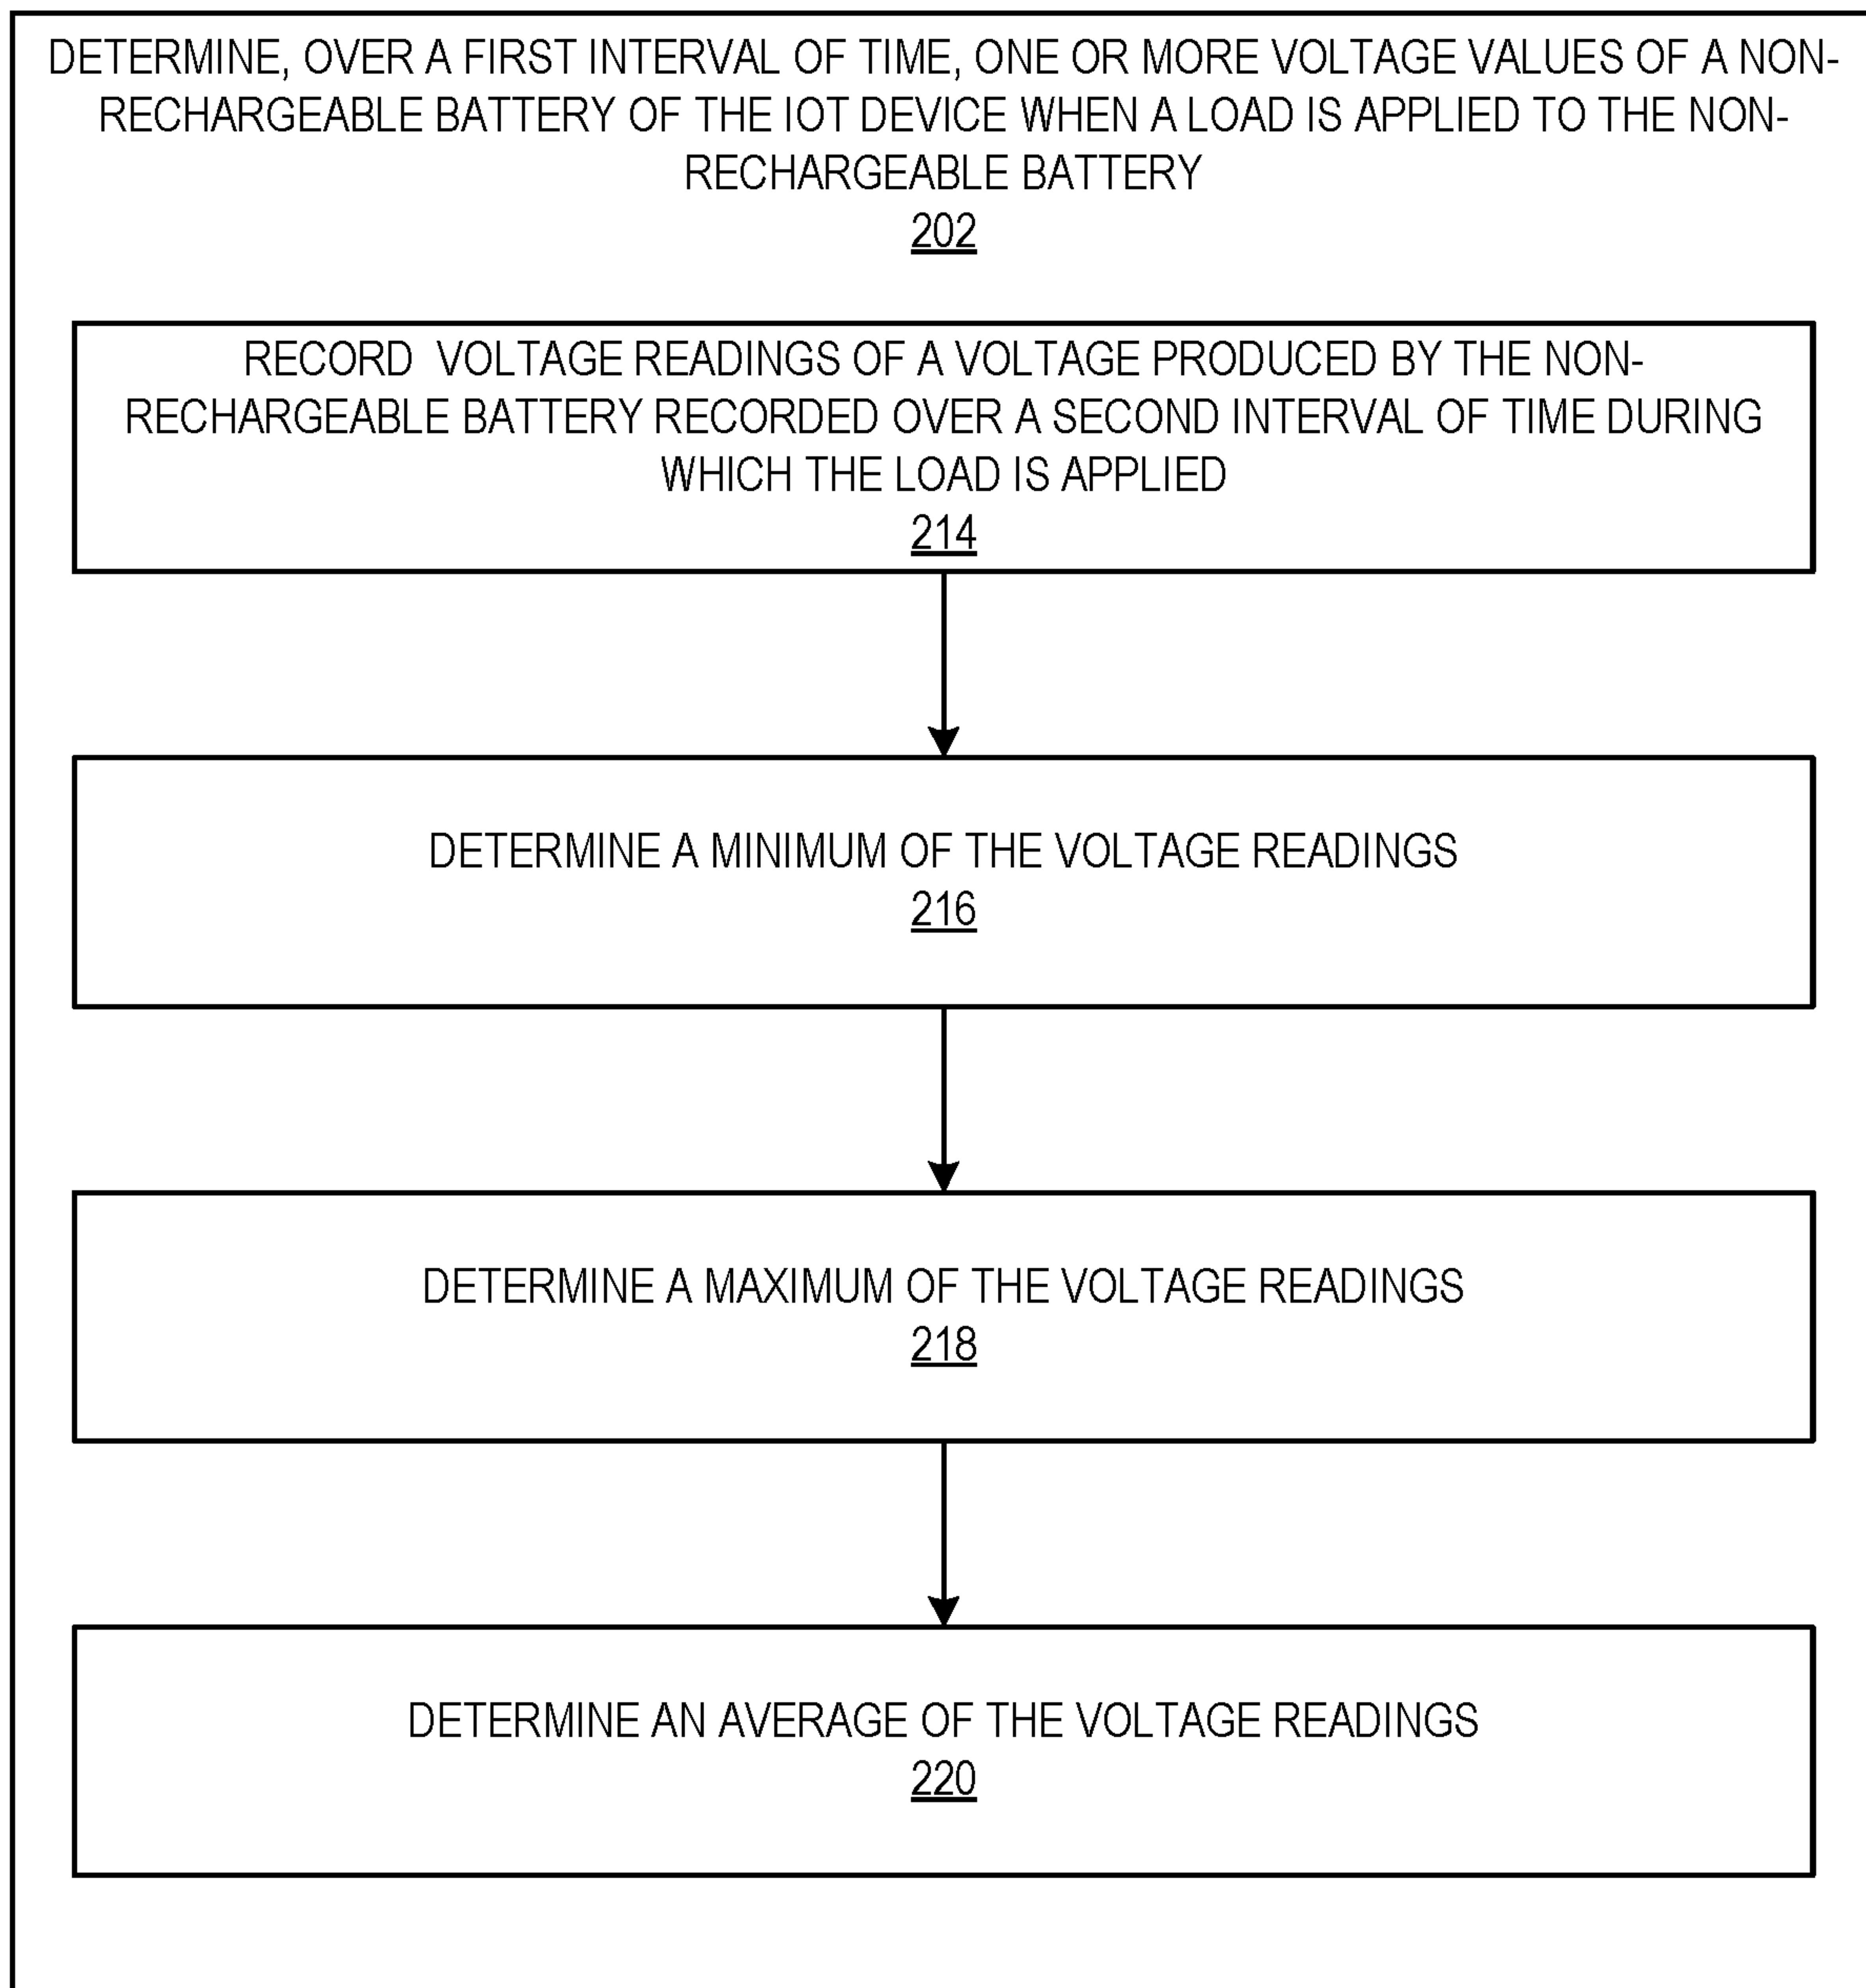 DETERMINE, OVER A FIRST INTERVAL OF TIME, ONE OR MORE VOLTAGE VALUES OF A NON-
RECHARGEABLE BATTERY OF THE IOT DEVICE WHEN A LOAD IS APPLIED TO THE NON-
RECHARGEABLE BATTERY
202
RECORD VOLTAGE READINGS OF A VOLTAGE PRODUCED BY THE NON-
RECHARGEABLE BATTERY RECORDED OVER A SECOND INTERVAL OF TIME DURING
WHICH THE LOAD IS APPLIED
214
DETERMINE A MINIMUM OF THE VOLTAGE READINGS
216
DETERMINE A MAXIMUM OF THE VOLTAGE READINGS
218
DETERMINE AN AVERAGE OF THE VOLTAGE READINGS
220